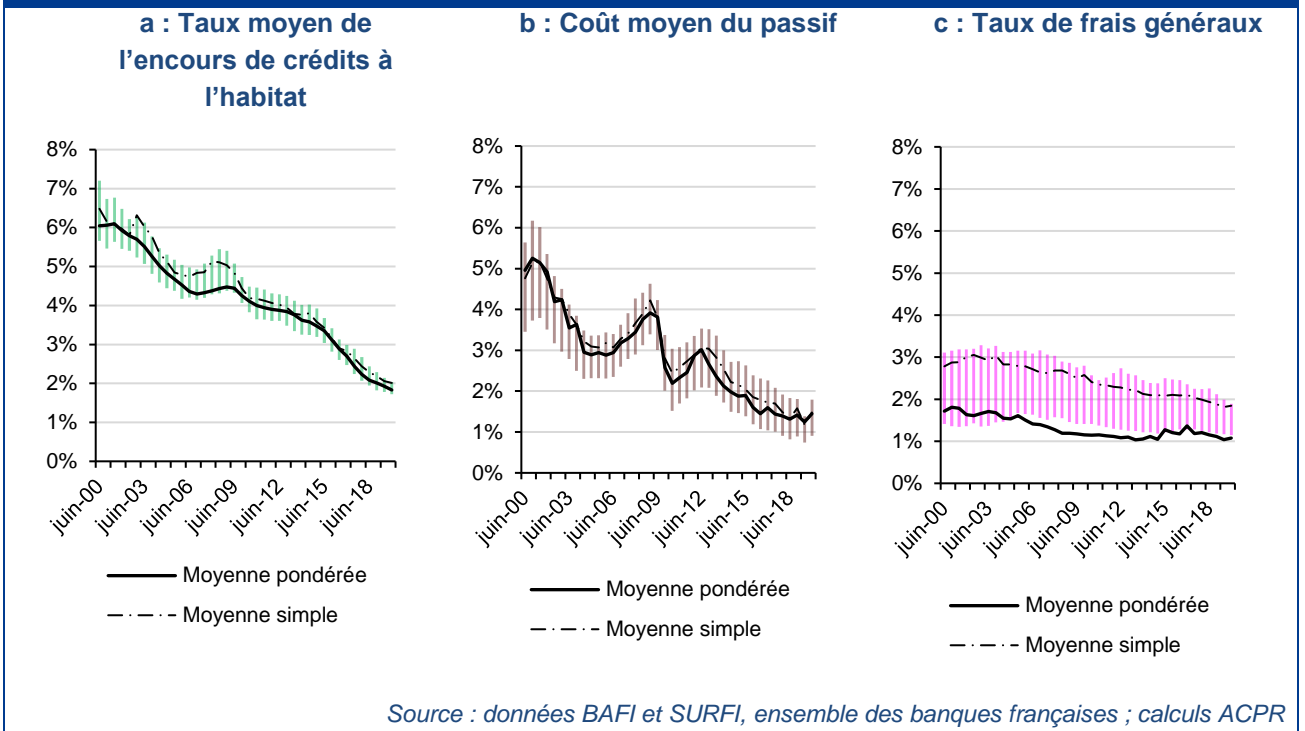 a : Taux moyen de
l’encours de crédits à
l’habitat
8%
7%
6%
5%
4%
3%
2%
1%
0%
juin-00
juin-03
juin-06
juin-09
juin-12
juin-15
juin-18
Moyenne pondérée
Moyenne simple
b : Coût moyen du passif
8%
7%
6%
5%
4%
3%
2%
1%
0%
juin-00
juin-03
juin-06
juin-09
juin-12
juin-15
juin-18
Moyenne pondérée
Moyenne simple
c : Taux de frais généraux
8%
7%
6%
5%
4%
3%
2%
1%
0%
juin-00
juin-03
juin-06
juin-09
juin-12
juin-15
juin-18
Moyenne pondérée
Moyenne simple
Source : données BAFI et SURFI, ensemble des banques françaises ; calculs ACPR